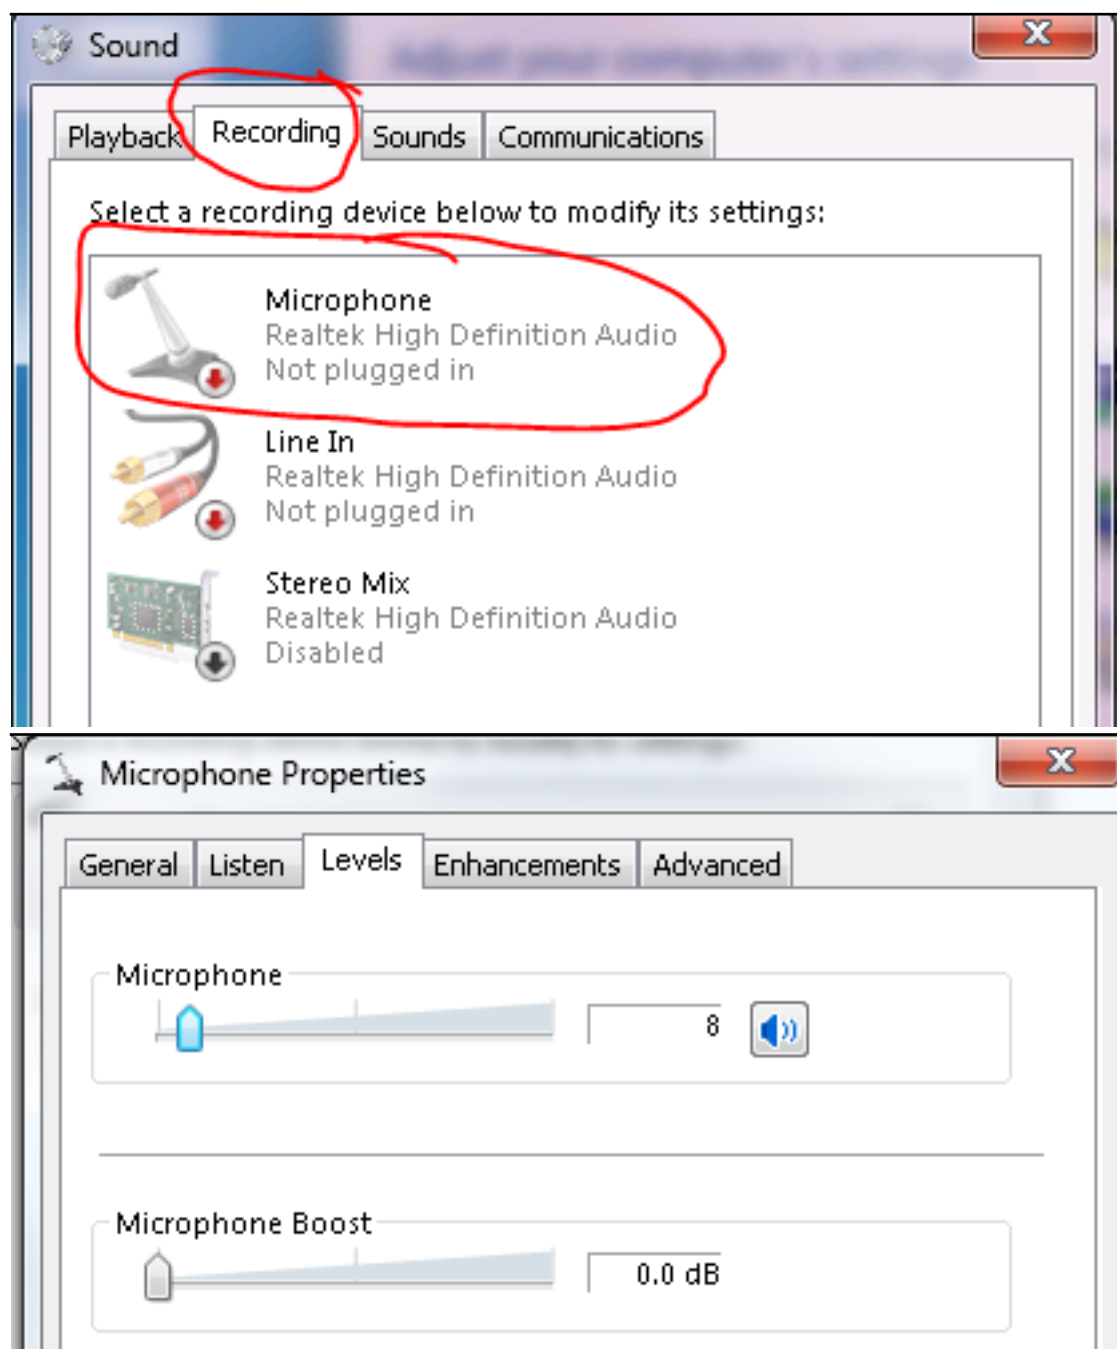 Sound
Playback Recording Sounds Communications
Select a recording device below to modify its settings:
Microphone
Realtek High Definition Audio
Not plugged in
Line In
Realtek High Definition Audio
Not plugged in
Stereo Mix
Realtek High Definition Audio
Disabled
Microphone Properties
General Listen Levels Enhancements Advanced
Microphone
8
Microphone Boost
0.0 dB